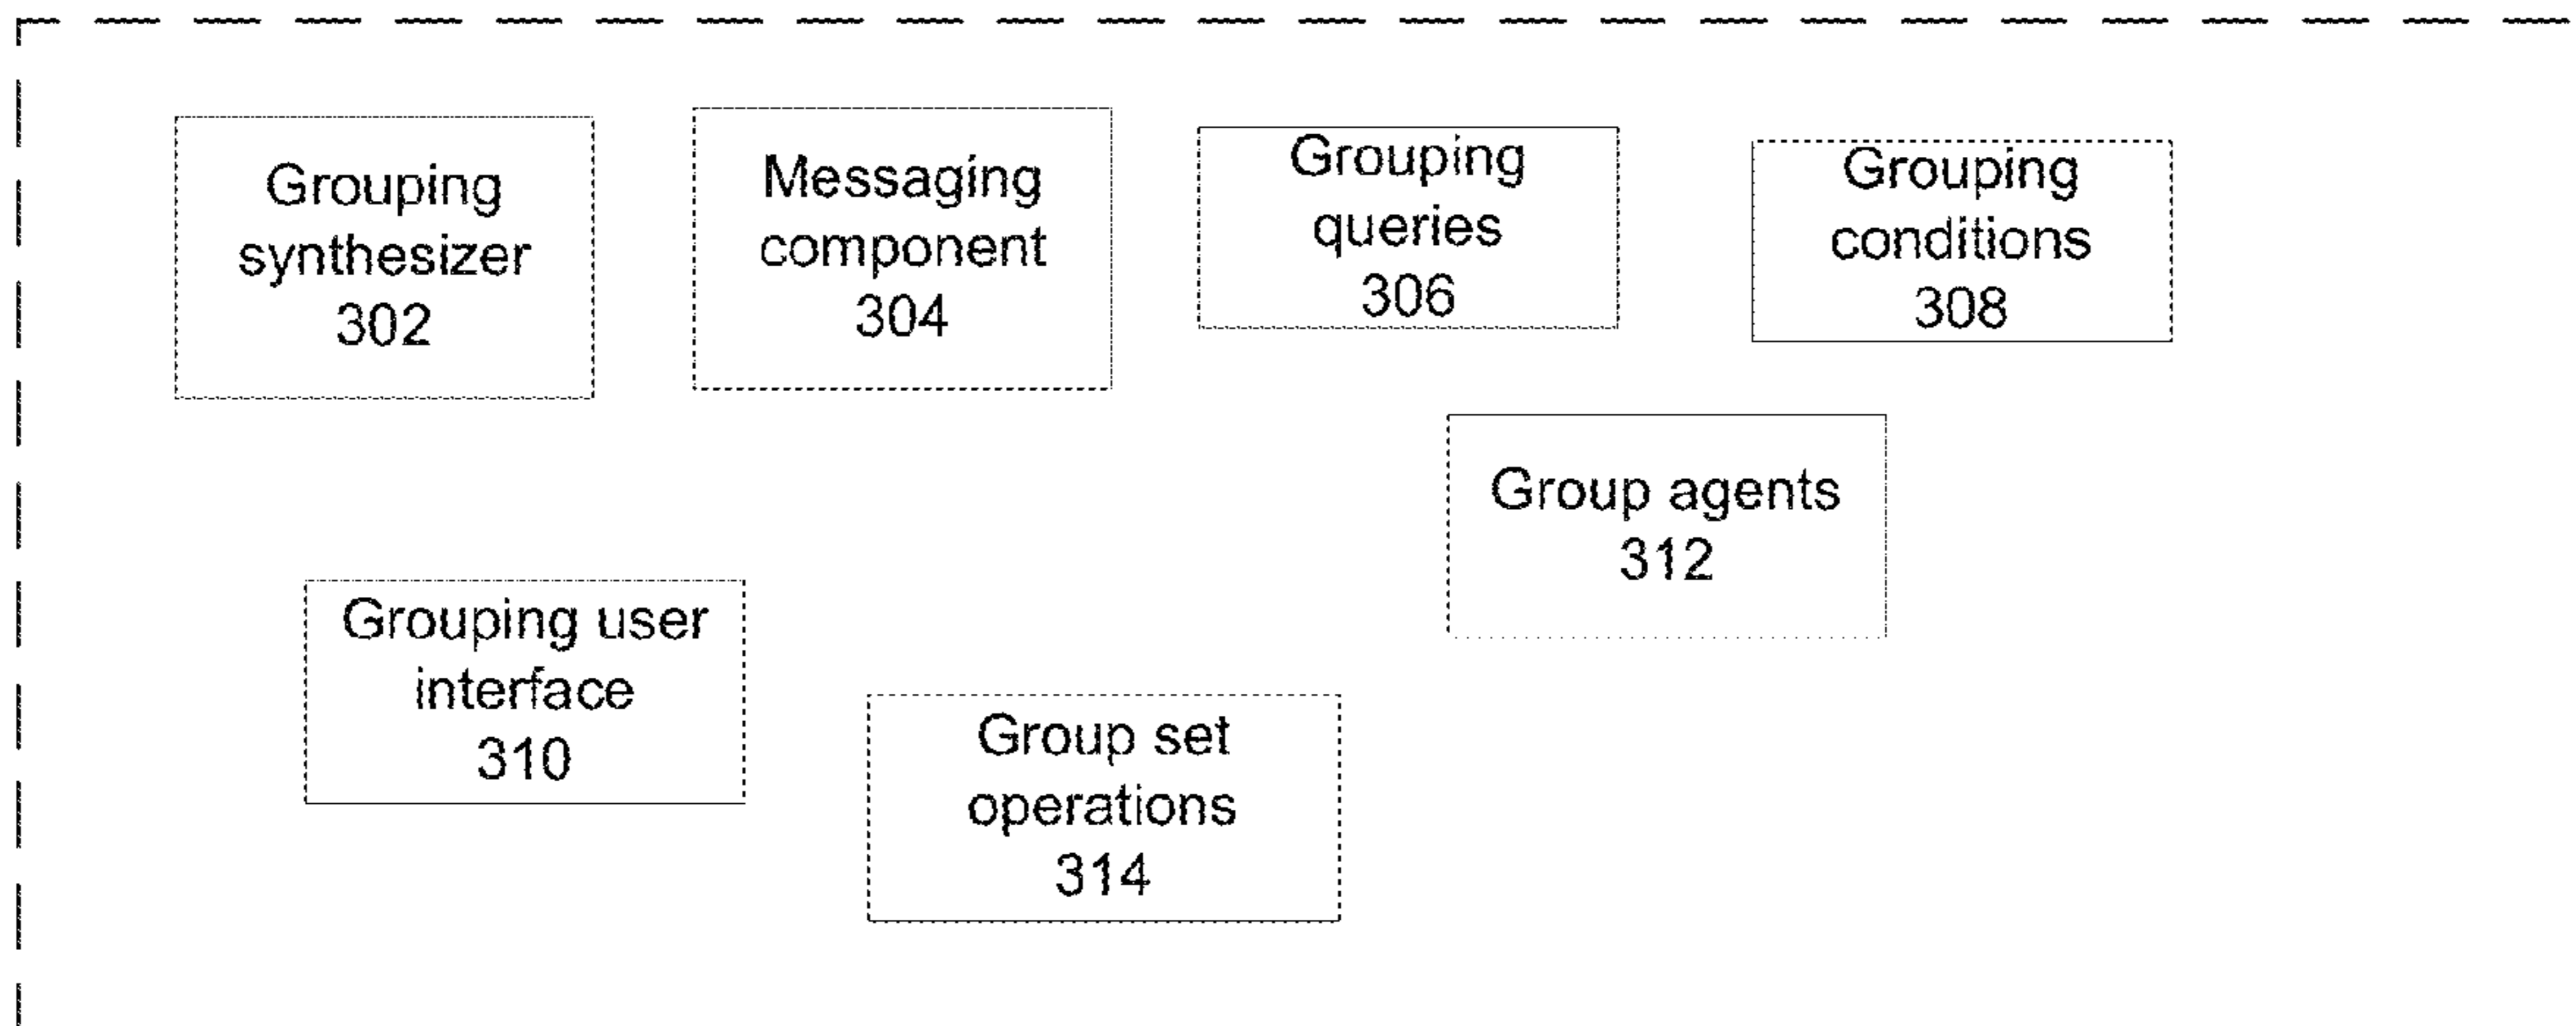 Grouping
synthesizer
302
Messaging
component
304
Grouping
queries
306
Grouping
conditions
308
Group agents
312
Grouping user
interface
310
Group set
operations
314